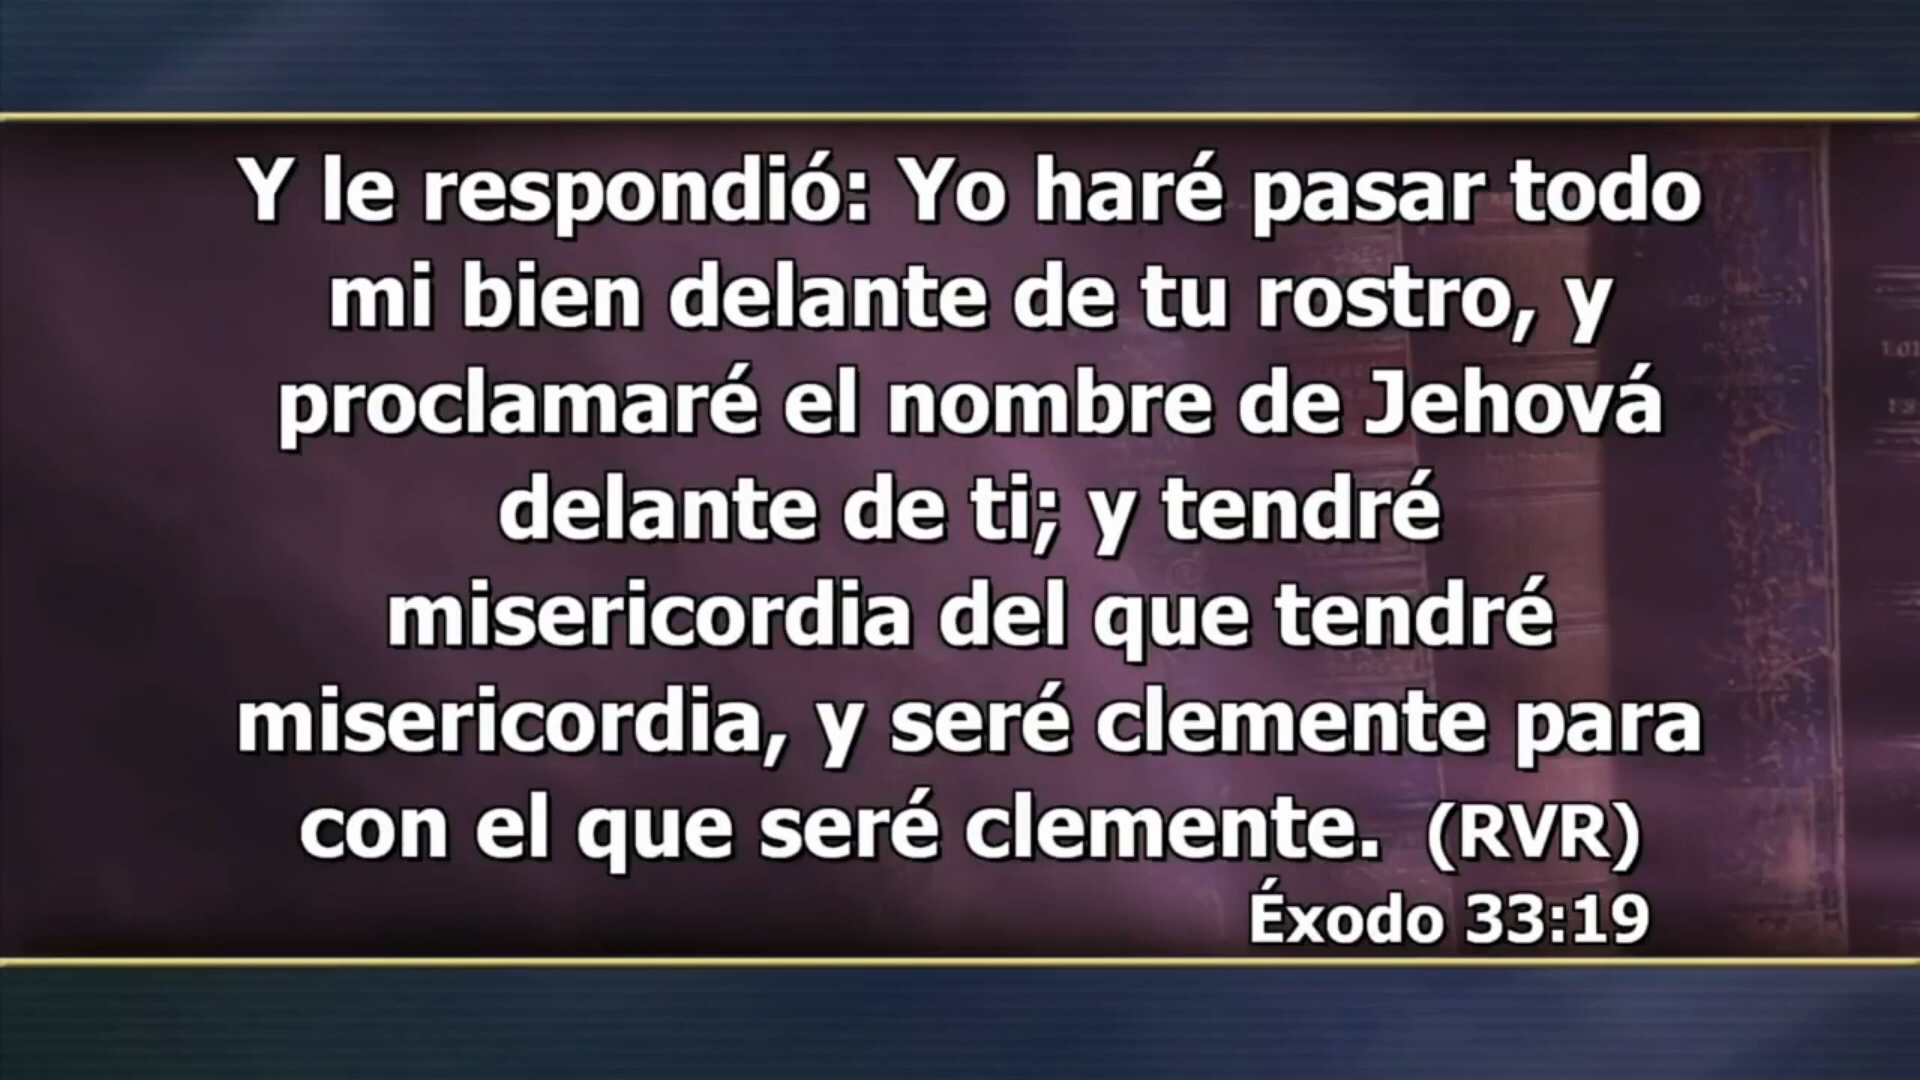 Y le respondió: Yo haré pasar todo
mi bien delante de tu rostro, y
proclamaré el nombre de Jehová
delante de ti; y tendré
misericordia del que tendré
misericordia, y seré clemente para
con el que seré clemente. (RVR)
Éxodo 33:19